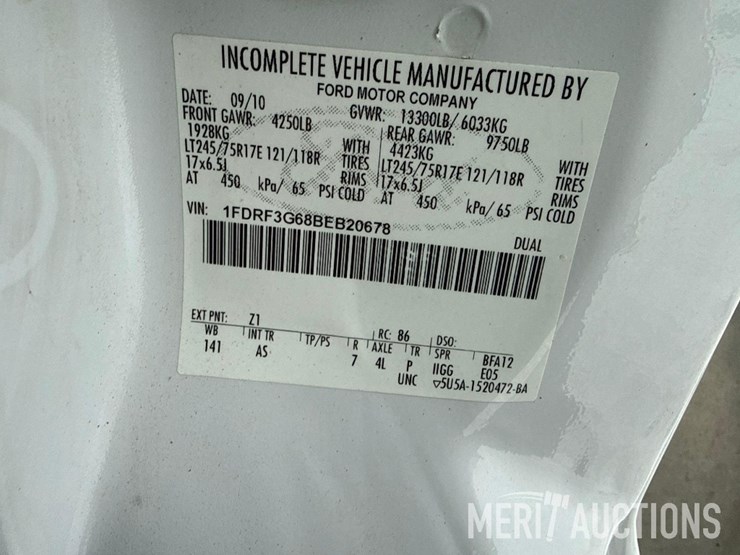 INCOMPLETE VEHICLE MANUFACTURED BY
FORD MOTOR COMPANY
DATE: 09/10 GVWR: 13300LB/ 6033KG
FRONT GAWR: 4250LB REAR GAWR: 9750LB
1928KG WITH 4423KG WITH
LT245/75R17E 121/118R TIRES LT245/75R17E 121/118R TIRES
17x6.5J RIMS 17x6.5J RIMS
AT 450 kPa/ 65 PSI COLD AT 450 kPa/ 65 PSI COLD
VIN: 1FDRF3G68BEB20678 DUAL
EXT PNT: Z1 RC: 86 DSO:
WB INT TR TP/PS R AXLE TR SPR BFA12
141 AS 7 4L P IIGG E05
UNC ▽5U5A-1520472-BA
MERIT AUCTIONS